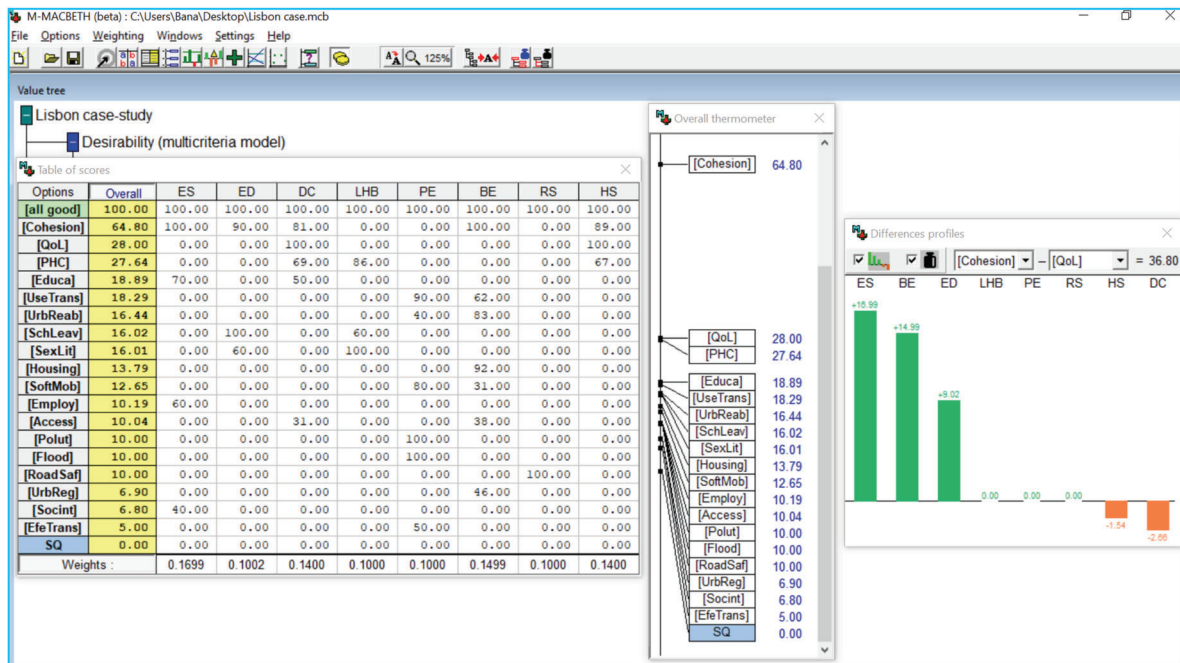 M-MACBETH (beta) : C:\Users\Bana\Desktop\Lisbon case.mcb
File Options Weighting Windows Settings Help
125%
Value tree
Lisbon case-study
Desirability (multicriteria model)
Table of scores
Options Overall ES ED DC LHB PE BE RS HS
[all good] 100.00 100.00 100.00 100.00 100.00 100.00 100.00 100.00 100.00
[Cohesion] 64.80 100.00 90.00 81.00 0.00 0.00 100.00 0.00 89.00
[QoL] 28.00 0.00 0.00 100.00 0.00 0.00 0.00 0.00 100.00
[PHC] 27.64 0.00 0.00 69.00 86.00 0.00 0.00 0.00 67.00
[Educa] 18.89 70.00 0.00 50.00 0.00 0.00 0.00 0.00 0.00
[UseTrans] 18.29 0.00 0.00 0.00 0.00 90.00 62.00 0.00 0.00
[UrbReab] 16.44 0.00 0.00 0.00 0.00 40.00 83.00 0.00 0.00
[SchLeav] 16.02 0.00 100.00 0.00 60.00 0.00 0.00 0.00 0.00
[SexLit] 16.01 0.00 60.00 0.00 100.00 0.00 0.00 0.00 0.00
[Housing] 13.79 0.00 0.00 0.00 0.00 0.00 92.00 0.00 0.00
[SoftMob] 12.65 0.00 0.00 0.00 0.00 80.00 31.00 0.00 0.00
[Employ] 10.19 60.00 0.00 0.00 0.00 0.00 0.00 0.00 0.00
[Access] 10.04 0.00 0.00 31.00 0.00 0.00 38.00 0.00 0.00
[Polut] 10.00 0.00 0.00 0.00 0.00 100.00 0.00 0.00 0.00
[Flood] 10.00 0.00 0.00 0.00 0.00 100.00 0.00 0.00 0.00
[RoadSaf] 10.00 0.00 0.00 0.00 0.00 0.00 0.00 100.00 0.00
[UrbReg] 6.90 0.00 0.00 0.00 0.00 0.00 46.00 0.00 0.00
[Socint] 6.80 40.00 0.00 0.00 0.00 0.00 0.00 0.00 0.00
[EfeTrans] 5.00 0.00 0.00 0.00 0.00 50.00 0.00 0.00 0.00
SQ 0.00 0.00 0.00 0.00 0.00 0.00 0.00 0.00 0.00
Weights : 0.1699 0.1002 0.1400 0.1000 0.1000 0.1499 0.1000 0.1400
Overall thermometer
[Cohesion] 64.80
[QoL] 28.00
[PHC] 27.64
[Educa] 18.89
[UseTrans] 18.29
[UrbReab] 16.44
[SchLeav] 16.02
[SexLit] 16.01
[Housing] 13.79
[SoftMob] 12.65
[Employ] 10.19
[Access] 10.04
[Polut] 10.00
[Flood] 10.00
[RoadSaf] 10.00
[UrbReg] 6.90
[Socint] 6.80
[EfeTrans] 5.00
SQ 0.00
Differences profiles
[Cohesion] – [QoL] = 36.80
ES BE ED LHB PE RS HS DC
+16.99
+14.99
+9.02
0.00 0.00 0.00
-1.54
-2.66